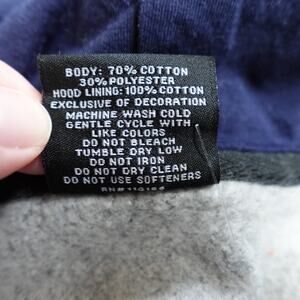 BODY: 70% COTTON
30% POLYESTER
HOOD LINING: 100% COTTON
EXCLUSIVE OF DECORATION
MACHINE WASH COLD
GENTLE CYCLE WITH
LIKE COLORS
DO NOT BLEACH
TUMBLE DRY LOW
DO NOT IRON
DO NOT DRY CLEAN
DO NOT USE SOFTENERS